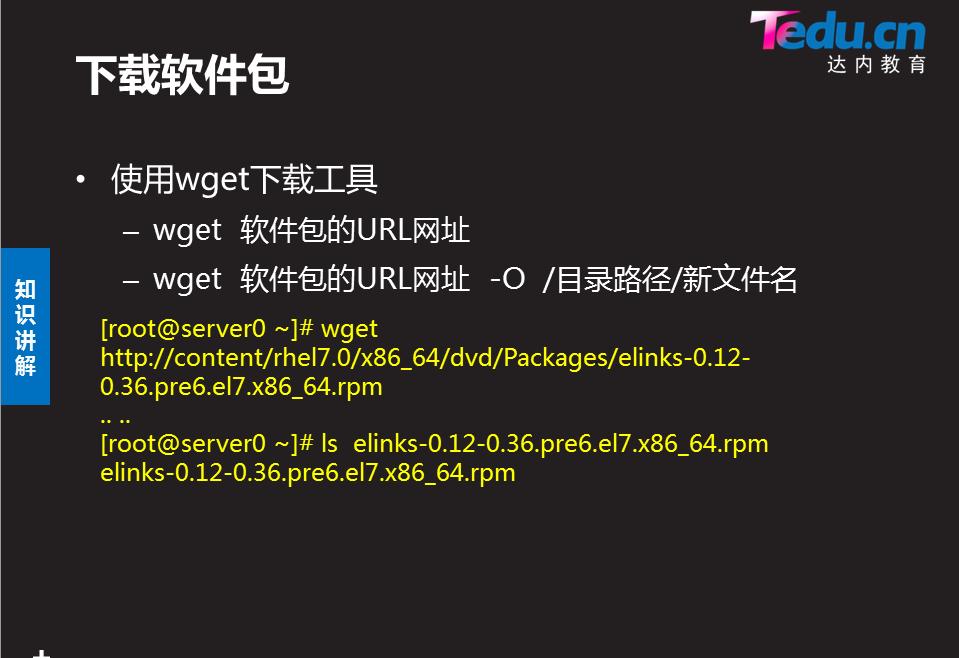 Tedu.cn
达内教育
下载软件包
• 使用wget下载工具
– wget 软件包的URL网址
– wget 软件包的URL网址 -O /目录路径/新文件名
知识讲解
[root@server0 ~]# wget
http://content/rhel7.0/x86_64/dvd/Packages/elinks-0.12-
0.36.pre6.el7.x86_64.rpm
.. ..
[root@server0 ~]# ls elinks-0.12-0.36.pre6.el7.x86_64.rpm
elinks-0.12-0.36.pre6.el7.x86_64.rpm